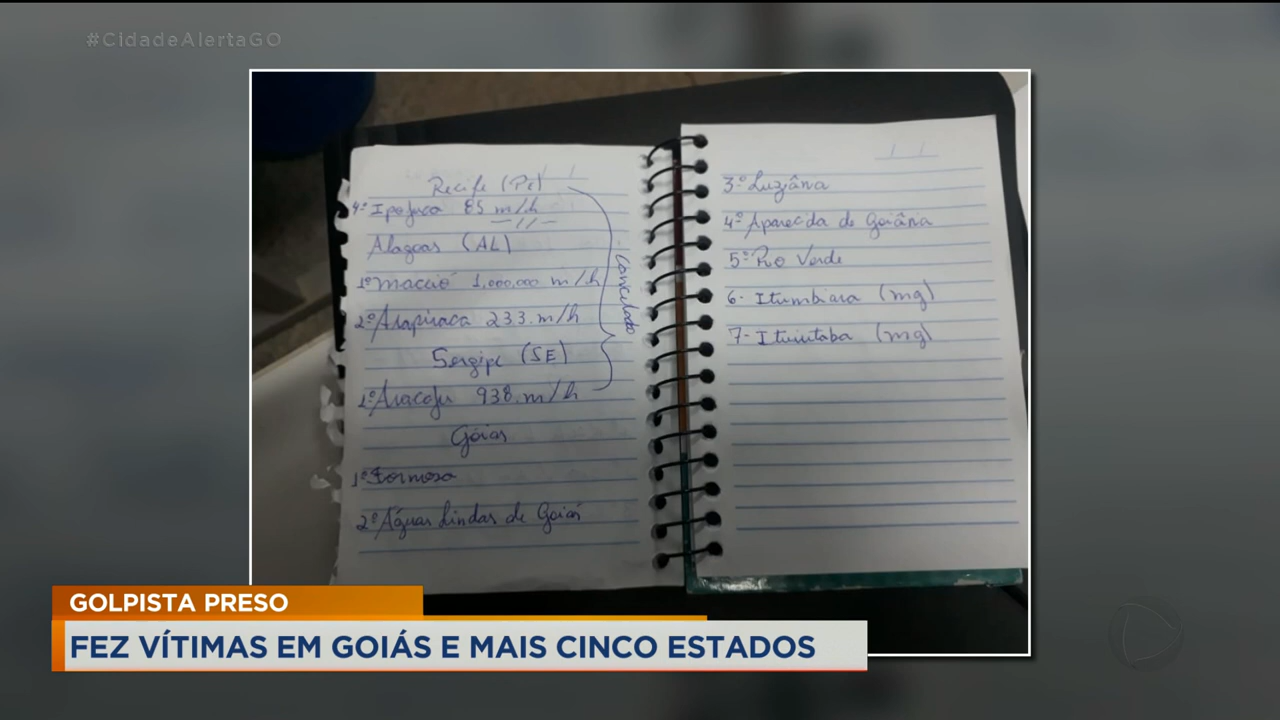 #CidadeAlertaGO
Recife (PE)
4º Ipojuca 85 m/h
Alagoas (AL)
1º maceió 1,000,000 m/h
2º Arapiraca 233.m/h
Sergipe (SE)
1º Aracaju 938.m/h
Goías
1º Formosa
2º Águas Lindas de Goiás
Cancelado
3º Luziânia
4º Aparecida de Goiânia
5º Rio Verde
6- Itumbiara (mg)
7- Ituiutaba (mg)
GOLPISTA PRESO
FEZ VÍTIMAS EM GOIÁS E MAIS CINCO ESTADOS